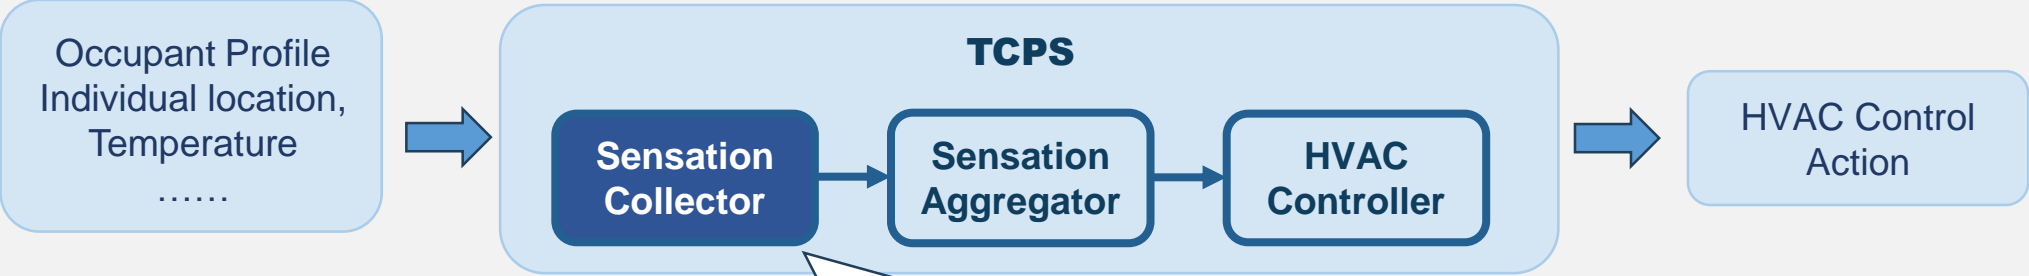 Occupant Profile
Individual location,
Temperature
......
TCPS
Sensation
Collector
Sensation
Aggregator
HVAC
Controller
HVAC Control
Action